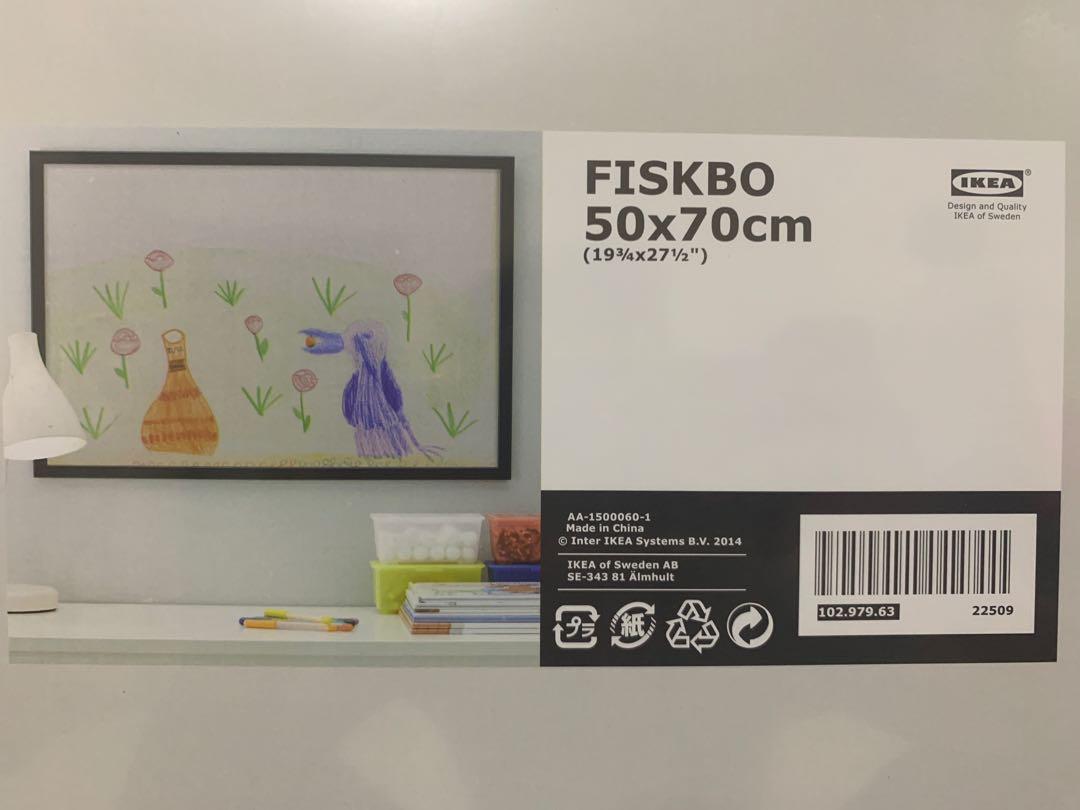 FISKBO
50x70cm
(19¾x27½")
IKEA®
Design and Quality
IKEA of Sweden
AA-1500060-1
Made in China
© Inter IKEA Systems B.V. 2014
IKEA of Sweden AB
SE-343 81 Älmhult
プラ
紙
102.979.63
22509